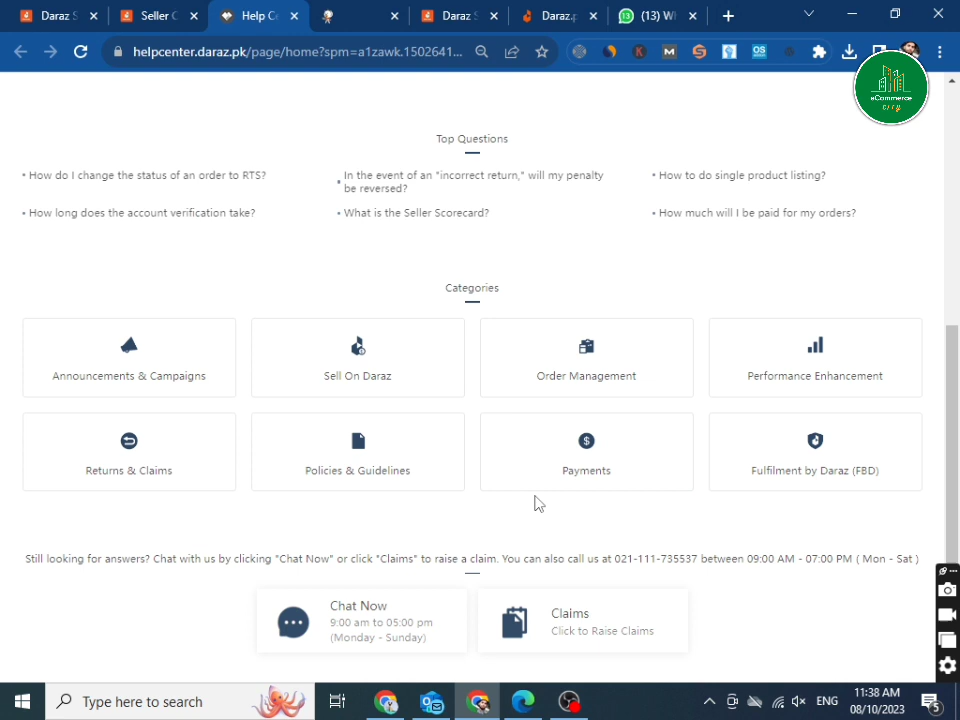 Daraz S
Seller C
Help Ce
Daraz S
Daraz.p
(13) W
helpcenter.daraz.pk/page/home?spm=a1zawk.1502641...
eCommerce
City
Top Questions
• How do I change the status of an order to RTS?
• In the event of an "incorrect return," will my penalty
be reversed?
• How to do single product listing?
• How long does the account verification take?
• What is the Seller Scorecard?
• How much will I be paid for my orders?
Categories
Announcements & Campaigns
Sell On Daraz
Order Management
Performance Enhancement
Returns & Claims
Policies & Guidelines
Payments
Fulfilment by Daraz (FBD)
Still looking for answers? Chat with us by clicking "Chat Now" or click "Claims" to raise a claim. You can also call us at 021-111-735537 between 09:00 AM - 07:00 PM ( Mon - Sat )
Chat Now
9:00 am to 05:00 pm
(Monday - Sunday)
Claims
Click to Raise Claims
Type here to search
ENG
11:38 AM
08/10/2023
5